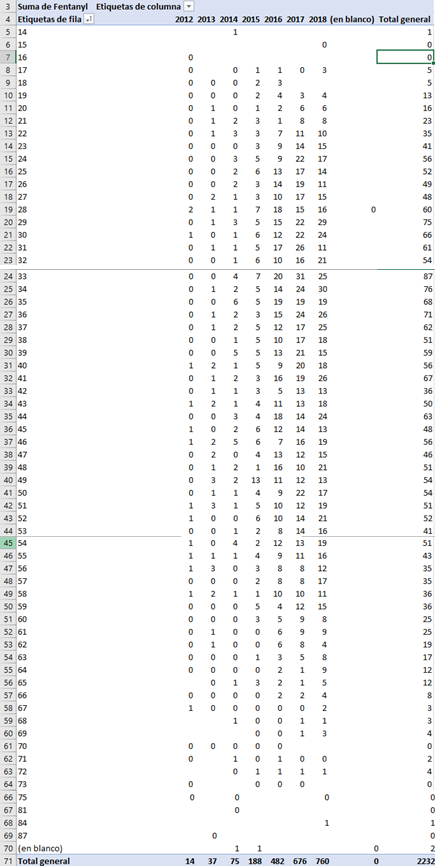 3 Suma de Fentanyl Etiquetas de columna
4 Etiquetas de fila 2012 2013 2014 2015 2016 2017 2018 (en blanco) Total general
5 14 1 1
6 15 0 0
7 16 0 0
8 17 0 0 1 1 0 3 5
9 18 0 0 0 2 3 5
10 19 0 0 0 2 4 3 4 13
11 20 0 1 0 1 2 6 6 16
12 21 0 1 2 3 1 8 8 23
13 22 0 1 3 3 7 11 10 35
14 23 0 0 0 3 9 14 15 41
15 24 0 0 3 5 9 22 17 56
16 25 0 0 2 6 13 17 14 52
17 26 0 0 2 3 14 19 11 49
18 27 0 2 1 3 10 17 15 48
19 28 2 1 1 7 18 15 16 0 60
20 29 0 1 3 5 15 22 29 75
21 30 1 0 1 6 12 22 24 66
22 31 0 1 1 5 17 26 11 61
23 32 0 0 1 6 10 16 21 54
24 33 0 0 4 7 20 31 25 87
25 34 0 1 2 5 14 24 30 76
26 35 0 0 6 5 19 19 19 68
27 36 0 1 2 3 15 24 26 71
28 37 0 1 2 5 12 17 25 62
29 38 0 0 1 5 10 17 18 51
30 39 0 0 5 5 13 21 15 59
31 40 1 2 1 5 9 20 18 56
32 41 0 1 2 3 16 19 26 67
33 42 0 1 1 3 5 13 13 36
34 43 1 2 1 4 11 13 18 50
35 44 0 0 3 4 18 14 24 63
36 45 1 0 2 6 12 14 13 48
37 46 1 2 5 6 7 16 19 56
38 47 0 2 0 4 13 12 15 46
39 48 0 1 2 1 16 10 21 51
40 49 0 3 2 13 11 12 13 54
41 50 0 1 1 4 9 22 17 54
42 51 1 3 1 5 10 12 19 51
43 52 1 0 0 6 10 14 21 52
44 53 0 0 1 2 8 14 16 41
45 54 1 0 4 2 12 13 19 51
46 55 1 1 1 4 9 11 16 43
47 56 1 3 0 3 8 8 12 35
48 57 0 0 0 2 8 8 17 35
49 58 1 2 1 1 10 10 11 36
50 59 0 0 0 5 4 12 15 36
51 60 0 0 0 3 5 9 8 25
52 61 0 1 0 0 6 9 9 25
53 62 0 1 0 0 6 8 4 19
54 63 0 0 0 1 3 5 8 17
55 64 0 0 0 0 2 1 9 12
56 65 0 1 3 2 1 5 12
57 66 0 0 0 0 2 2 4 8
58 67 1 0 0 0 0 0 2 3
59 68 1 0 0 1 1 3
60 69 0 0 1 3 4
61 70 0 0 0 0 0 0
62 71 0 1 0 1 0 0 2
63 72 0 1 1 1 1 4
64 73 0 0 0 0 0
66 75 0 0 0 0
67 81 0 0
68 84 1 1
69 87 0 0
70 (en blanco) 1 1 0 2
71 Total general 14 37 75 188 482 676 760 0 2232